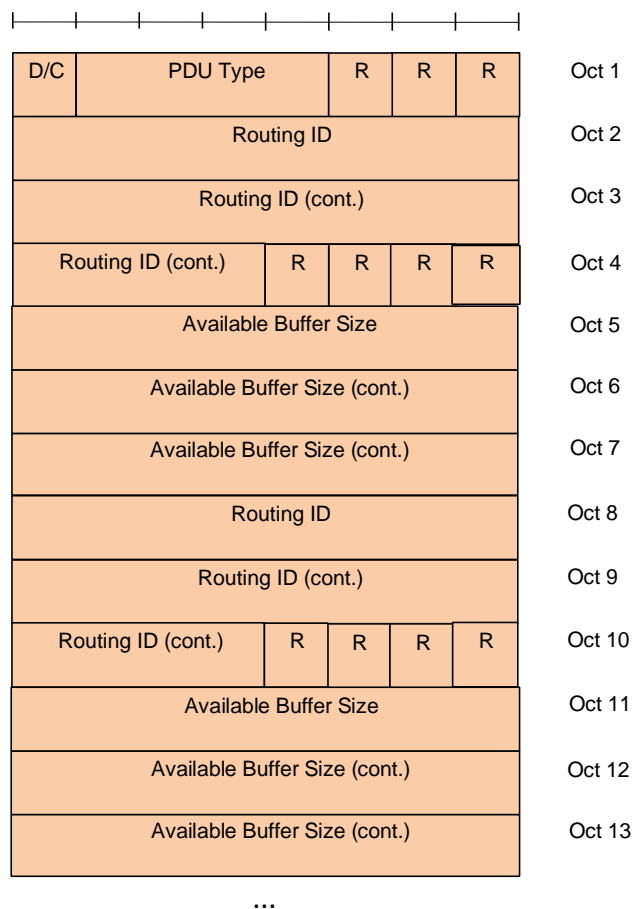 D/C PDU Type R R R Oct 1
Routing ID Oct 2
Routing ID (cont.) Oct 3
Routing ID (cont.) R R R R Oct 4
Available Buffer Size Oct 5
Available Buffer Size (cont.) Oct 6
Available Buffer Size (cont.) Oct 7
Routing ID Oct 8
Routing ID (cont.) Oct 9
Routing ID (cont.) R R R R Oct 10
Available Buffer Size Oct 11
Available Buffer Size (cont.) Oct 12
Available Buffer Size (cont.) Oct 13
...